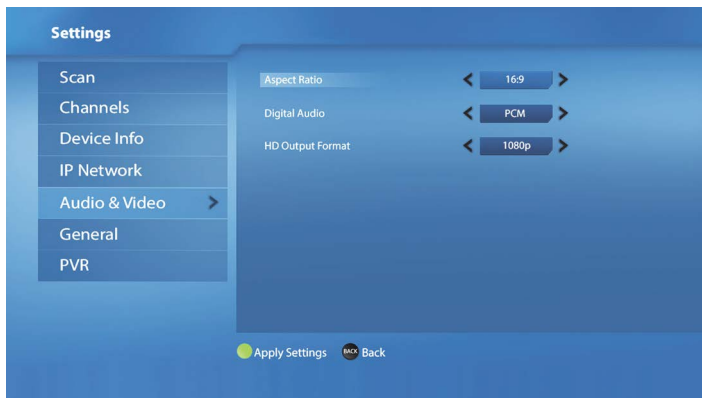 Settings
Scan
Channels
Device Info
IP Network
Audio & Video
General
PVR
Aspect Ratio 16:9
Digital Audio PCM
HD Output Format 1080p
Apply Settings BACK Back